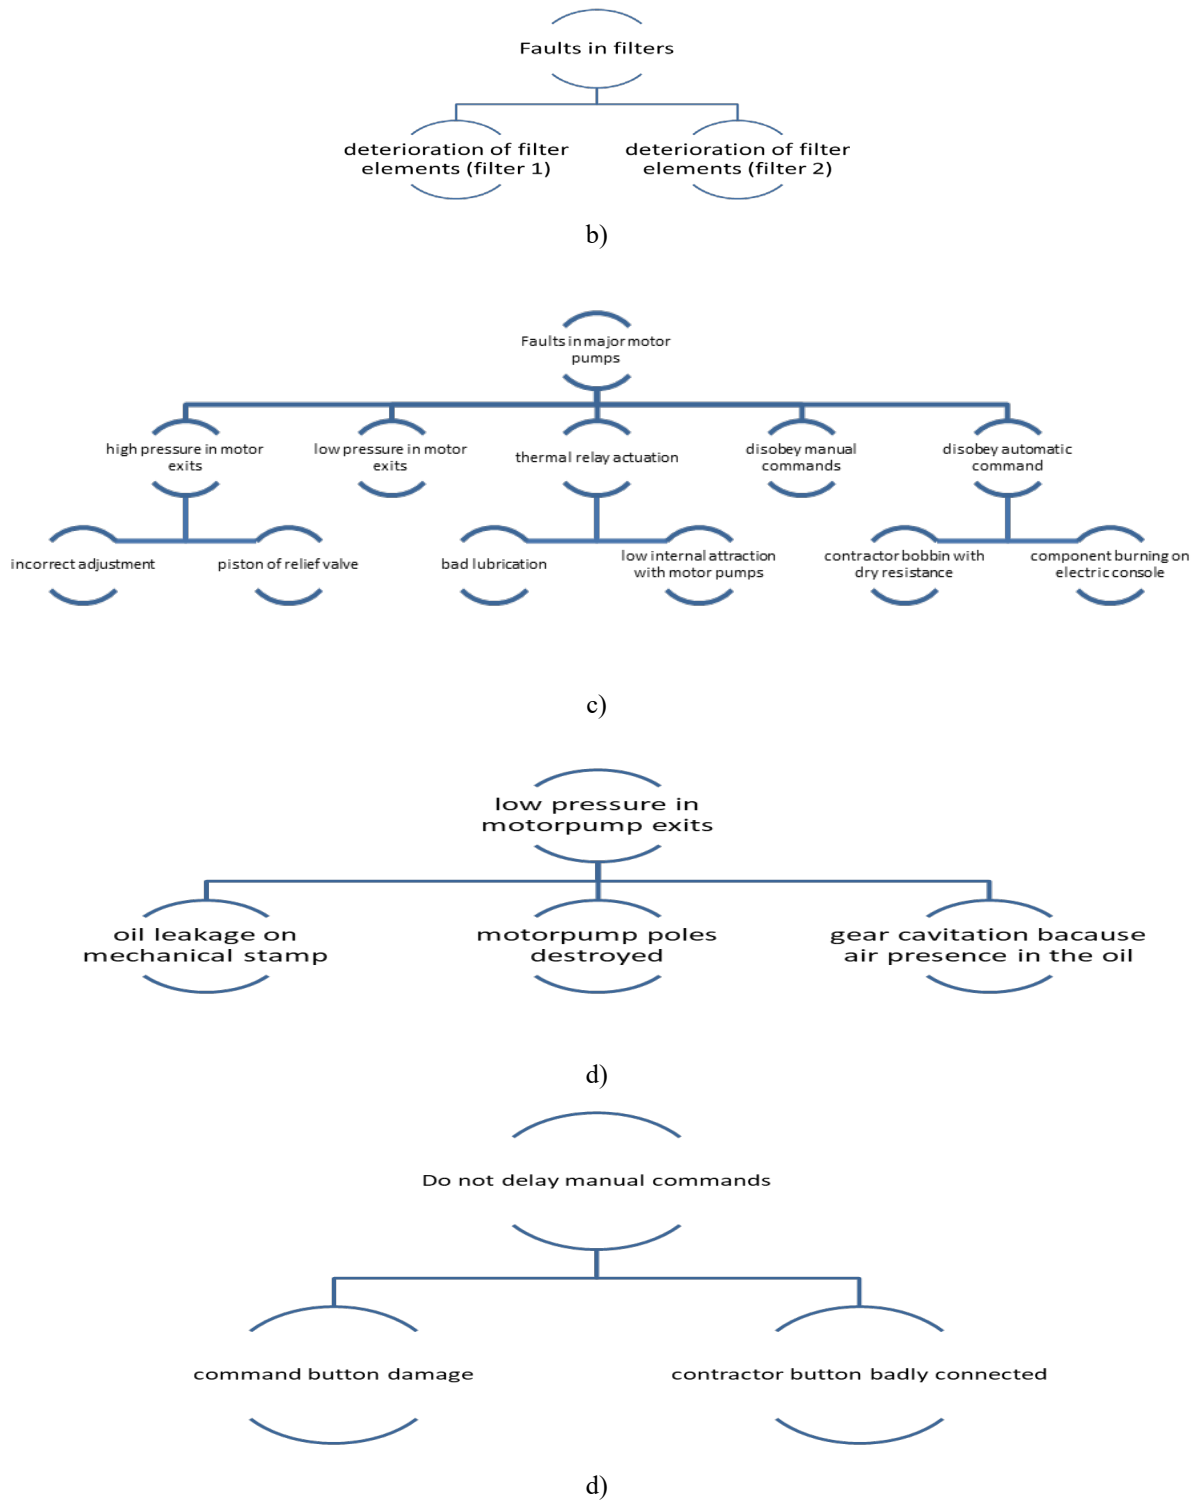 Faults in filters
deterioration of filter
elements (filter 1)
deterioration of filter
elements (filter 2)
b)
Faults in major motor
pumps
high pressure in motor
exits
low pressure in motor
exits
thermal relay actuation
disobey manual
commands
disobey automatic
command
incorrect adjustment
piston of relief valve
bad lubrication
low internal attraction
with motor pumps
contractor bobbin with
dry resistance
component burning on
electric console
c)
low pressure in
motorpump exits
oil leakage on
mechanical stamp
motorpump poles
destroyed
gear cavitation bacause
air presence in the oil
d)
Do not delay manual commands
command button damage
contractor button badly connected
d)